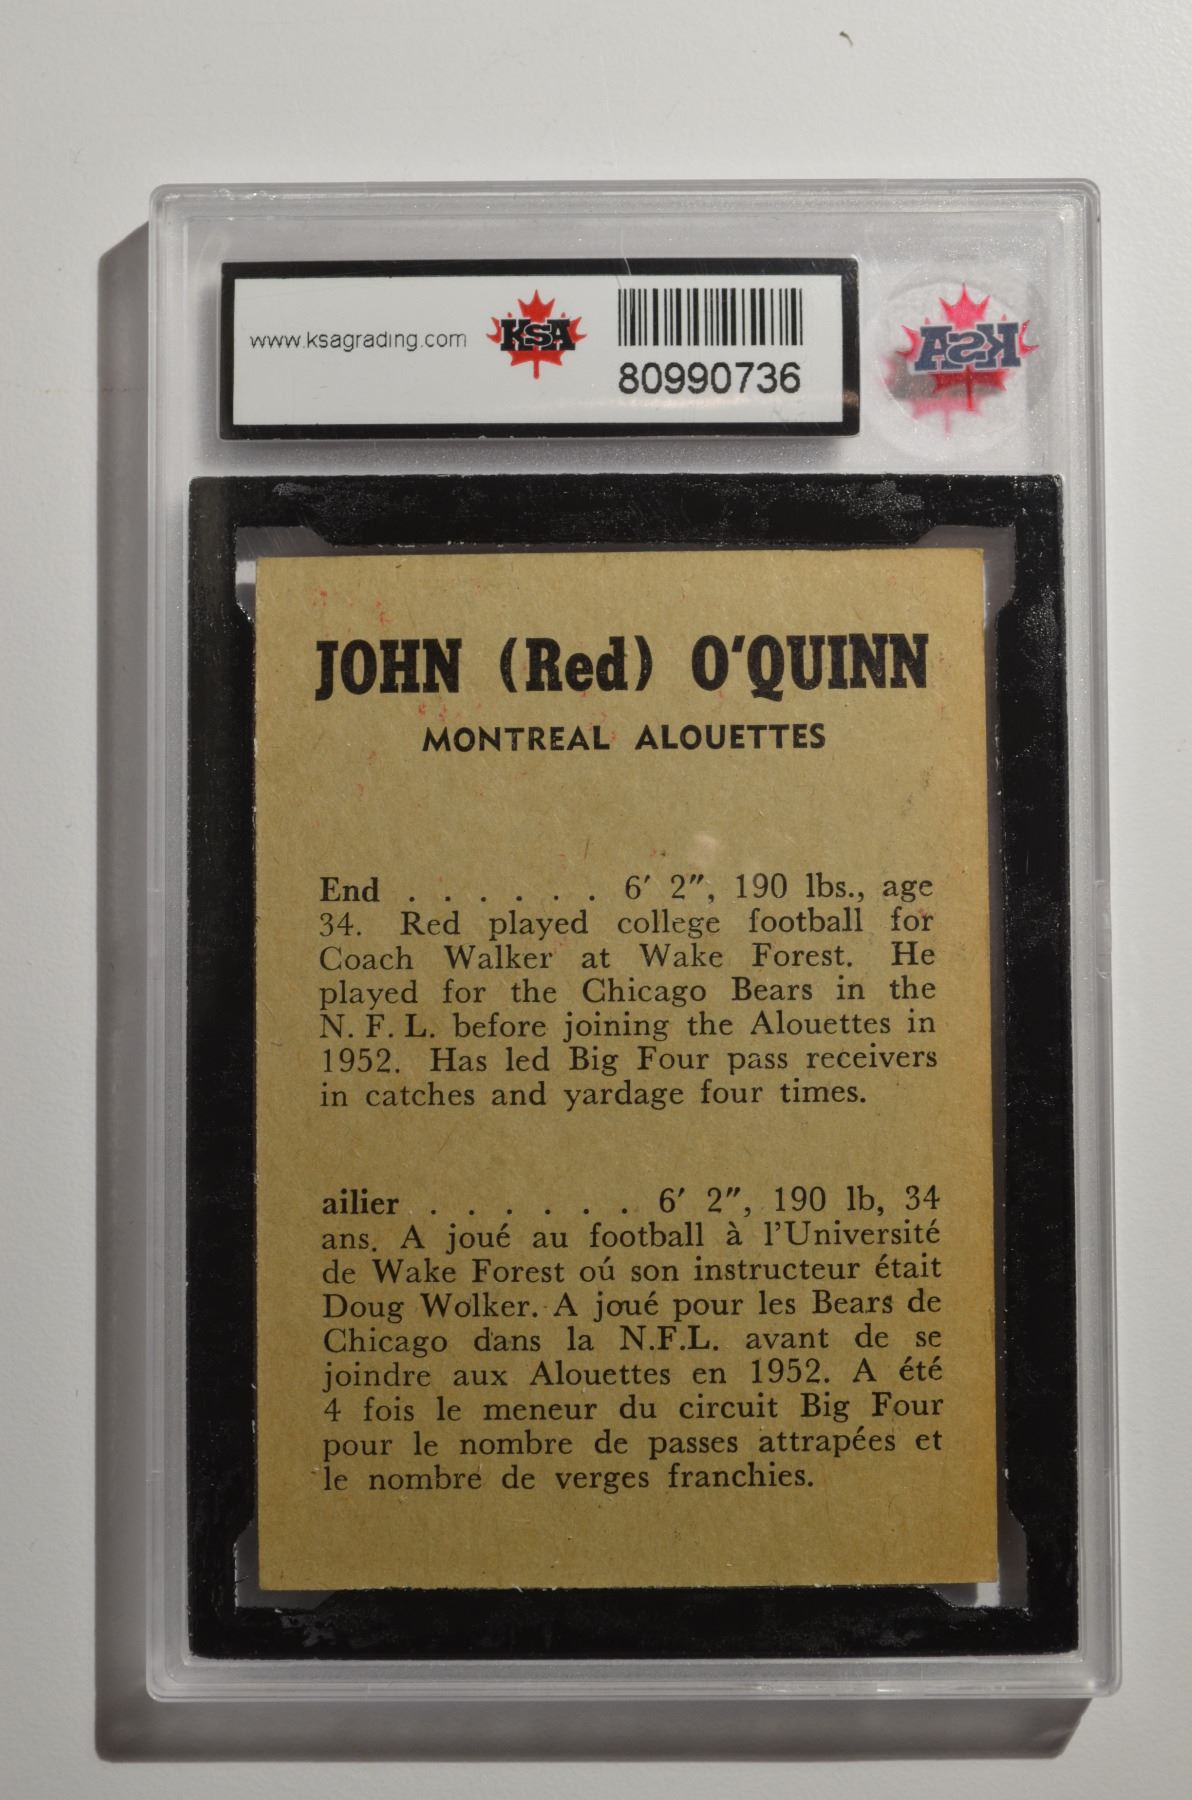 www.ksagrading.com
KSA
80990736
KSA
JOHN (Red) O'QUINN
MONTREAL ALOUETTES
End . . . . . . 6′ 2″, 190 lbs., age
34. Red played college football for
Coach Walker at Wake Forest. He
played for the Chicago Bears in the
N. F. L. before joining the Alouettes in
1952. Has led Big Four pass receivers
in catches and yardage four times.
ailier . . . . . . 6′ 2″, 190 lb, 34
ans. A joué au football à l'Université
de Wake Forest oú son instructeur était
Doug Wolker. A joué pour les Bears de
Chicago dans la N.F.L. avant de se
joindre aux Alouettes en 1952. A été
4 fois le meneur du circuit Big Four
pour le nombre de passes attrapées et
le nombre de verges franchies.